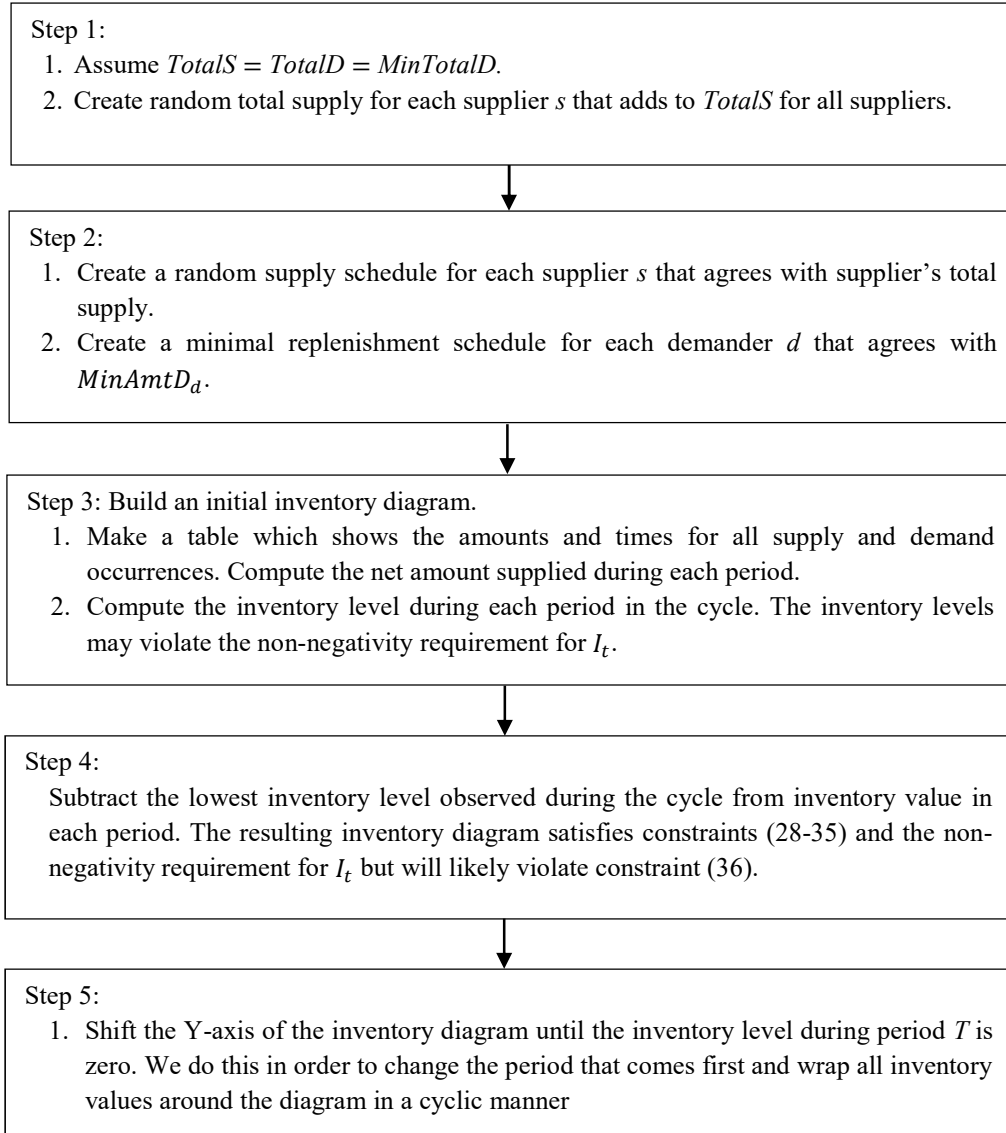 Step 1:
1. Assume TotalS = TotalD = MinTotalD.
2. Create random total supply for each supplier s that adds to TotalS for all suppliers.
Step 2:
1. Create a random supply schedule for each supplier s that agrees with supplier's total
supply.
2. Create a minimal replenishment schedule for each demander d that agrees with
MinAmtD_d.
Step 3: Build an initial inventory diagram.
1. Make a table which shows the amounts and times for all supply and demand
occurrences. Compute the net amount supplied during each period.
2. Compute the inventory level during each period in the cycle. The inventory levels
may violate the non-negativity requirement for I_t.
Step 4:
Subtract the lowest inventory level observed during the cycle from inventory value in
each period. The resulting inventory diagram satisfies constraints (28-35) and the non-
negativity requirement for I_t but will likely violate constraint (36).
Step 5:
1. Shift the Y-axis of the inventory diagram until the inventory level during period T is
zero. We do this in order to change the period that comes first and wrap all inventory
values around the diagram in a cyclic manner